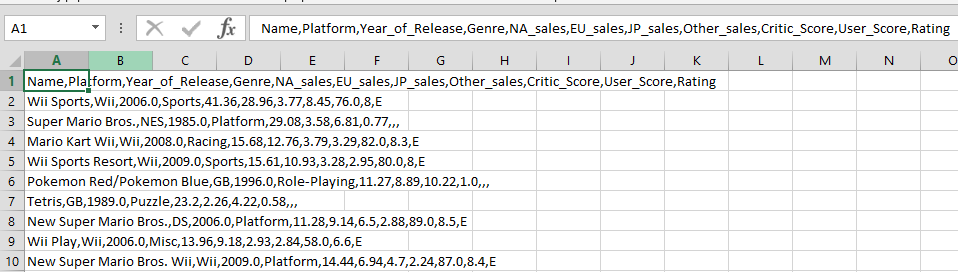 A1 fx Name,Platform,Year_of_Release,Genre,NA_sales,EU_sales,JP_sales,Other_sales,Critic_Score,User_Score,Rating
A B C D E F G H I J K L M N O
1 Name,Platform,Year_of_Release,Genre,NA_sales,EU_sales,JP_sales,Other_sales,Critic_Score,User_Score,Rating
2 Wii Sports,Wii,2006.0,Sports,41.36,28.96,3.77,8.45,76.0,8,E
3 Super Mario Bros.,NES,1985.0,Platform,29.08,3.58,6.81,0.77,,,
4 Mario Kart Wii,Wii,2008.0,Racing,15.68,12.76,3.79,3.29,82.0,8.3,E
5 Wii Sports Resort,Wii,2009.0,Sports,15.61,10.93,3.28,2.95,80.0,8,E
6 Pokemon Red/Pokemon Blue,GB,1996.0,Role-Playing,11.27,8.89,10.22,1.0,,,
7 Tetris,GB,1989.0,Puzzle,23.2,2.26,4.22,0.58,,,
8 New Super Mario Bros.,DS,2006.0,Platform,11.28,9.14,6.5,2.88,89.0,8.5,E
9 Wii Play,Wii,2006.0,Misc,13.96,9.18,2.93,2.84,58.0,6.6,E
10 New Super Mario Bros. Wii,Wii,2009.0,Platform,14.44,6.94,4.7,2.24,87.0,8.4,E